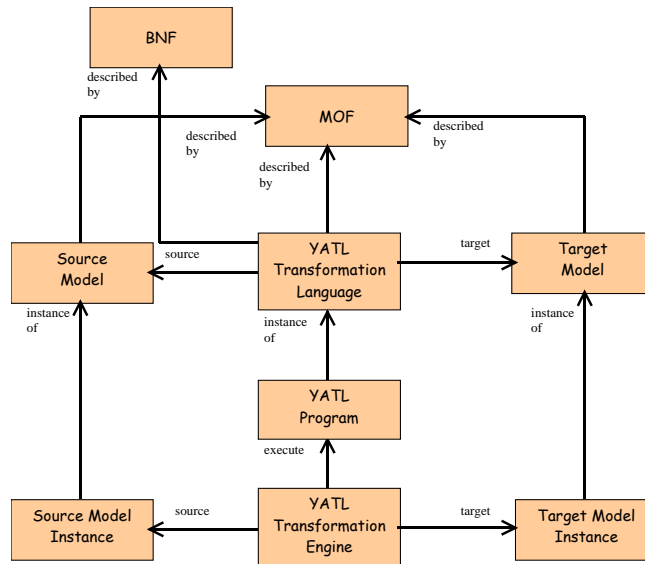 BNF
described
by
MOF
described
by
described
by
described
by
Source
Model
source
YATL
Transformation
Language
target
Target
Model
instance
of
instance
of
instance
of
YATL
Program
execute
Source Model
Instance
source
YATL
Transformation
Engine
target
Target Model
Instance